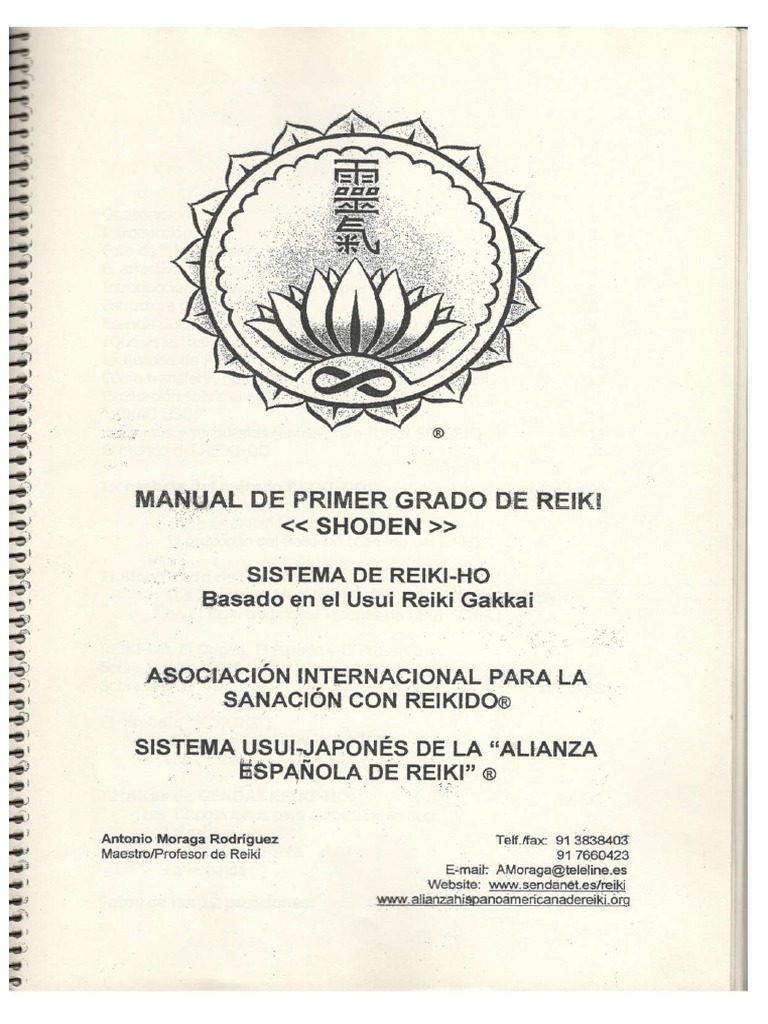 靈
氣
®
MANUAL DE PRIMER GRADO DE REIKI
<< SHODEN >>
SISTEMA DE REIKI-HO
Basado en el Usui Reiki Gakkai
ASOCIACIÓN INTERNACIONAL PARA LA
SANACIÓN CON REIKIDO®
SISTEMA USUI-JAPONÉS DE LA “ALIANZA
ESPAÑOLA DE REIKI” ®
Antonio Moraga Rodríguez
Maestro/Profesor de Reiki
Telf./fax: 91 3838403
91 7660423
E-mail: AMoraga@teleline.es
Website: www.sendanet.es/reiki
www.alianzahispanoamericanadereiki.org